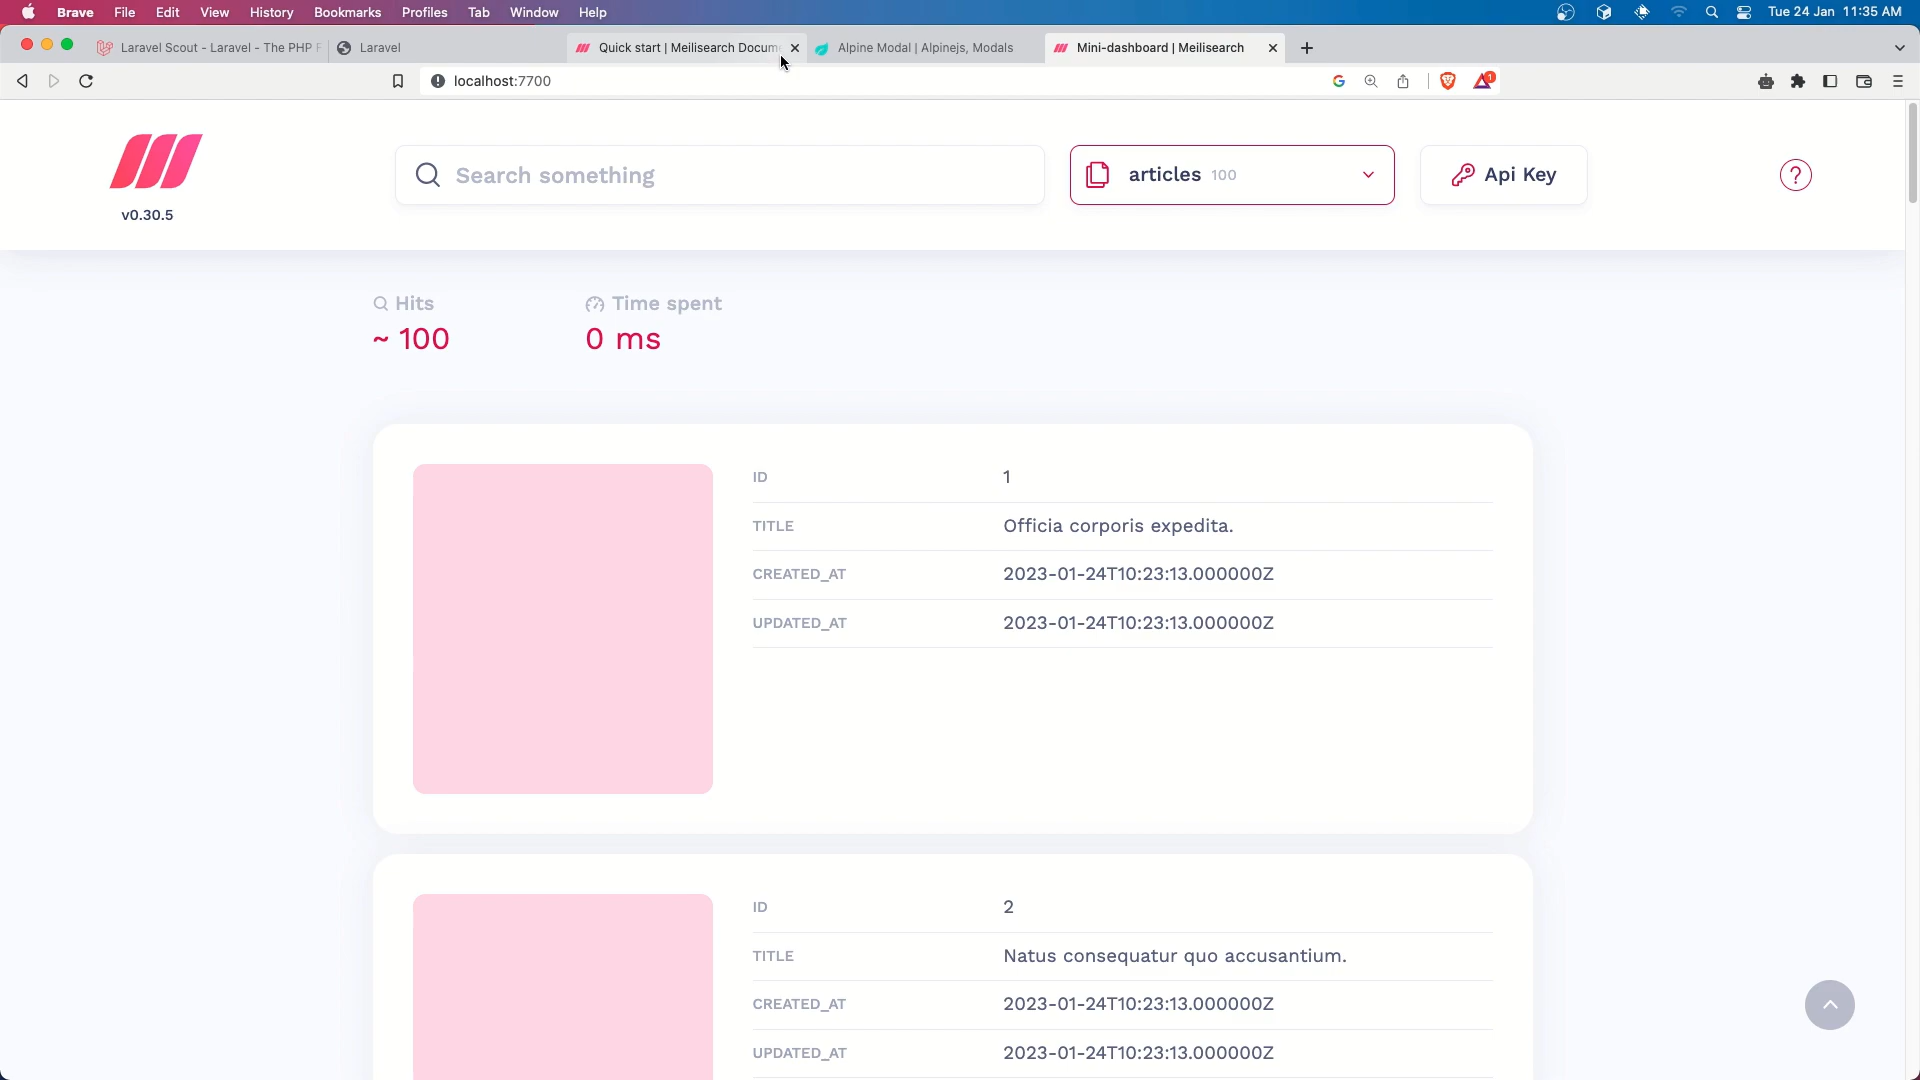 Brave File Edit View History Bookmarks Profiles Tab Window Help Tue 24 Jan 11:35 AM
Laravel Scout - Laravel - The PHP F Laravel Quick start | Meilisearch Docume Alpine Modal | Alpinejs, Modals Mini-dashboard | Meilisearch
localhost:7700 1
Search something articles 100 Api Key ?
v0.30.5
Hits Time spent
~ 100 0 ms
ID 1
TITLE Officia corporis expedita.
CREATED_AT 2023-01-24T10:23:13.000000Z
UPDATED_AT 2023-01-24T10:23:13.000000Z
ID 2
TITLE Natus consequatur quo accusantium.
CREATED_AT 2023-01-24T10:23:13.000000Z
UPDATED_AT 2023-01-24T10:23:13.000000Z